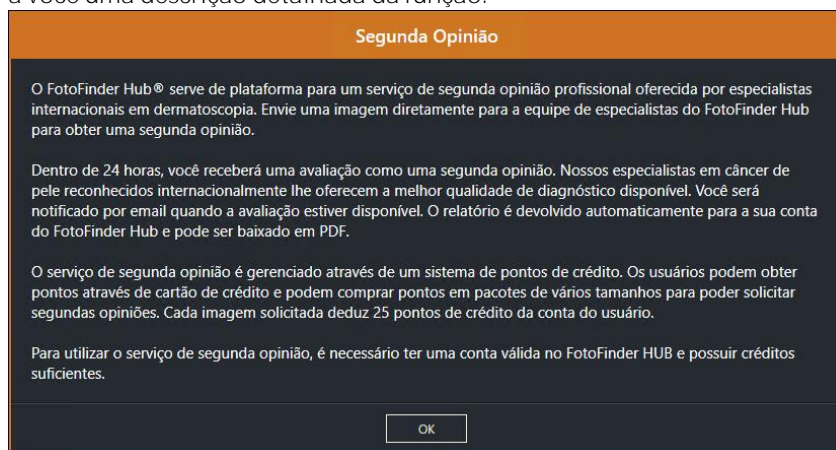 a você uma descrição detalhada da função.
Segunda Opinião
O FotoFinder Hub® serve de plataforma para um serviço de segunda opinião profissional oferecida por especialistas
internacionais em dermatoscopia. Envie uma imagem diretamente para a equipe de especialistas do FotoFinder Hub
para obter uma segunda opinião.
Dentro de 24 horas, você receberá uma avaliação como uma segunda opinião. Nossos especialistas em câncer de
pele reconhecidos internacionalmente lhe oferecem a melhor qualidade de diagnóstico disponível. Você será
notificado por email quando a avaliação estiver disponível. O relatório é devolvido automaticamente para a sua conta
do FotoFinder Hub e pode ser baixado em PDF.
O serviço de segunda opinião é gerenciado através de um sistema de pontos de crédito. Os usuários podem obter
pontos através de cartão de crédito e podem comprar pontos em pacotes de vários tamanhos para poder solicitar
segundas opiniões. Cada imagem solicitada deduz 25 pontos de crédito da conta do usuário.
Para utilizar o serviço de segunda opinião, é necessário ter uma conta válida no FotoFinder HUB e possuir créditos
suficientes.
OK